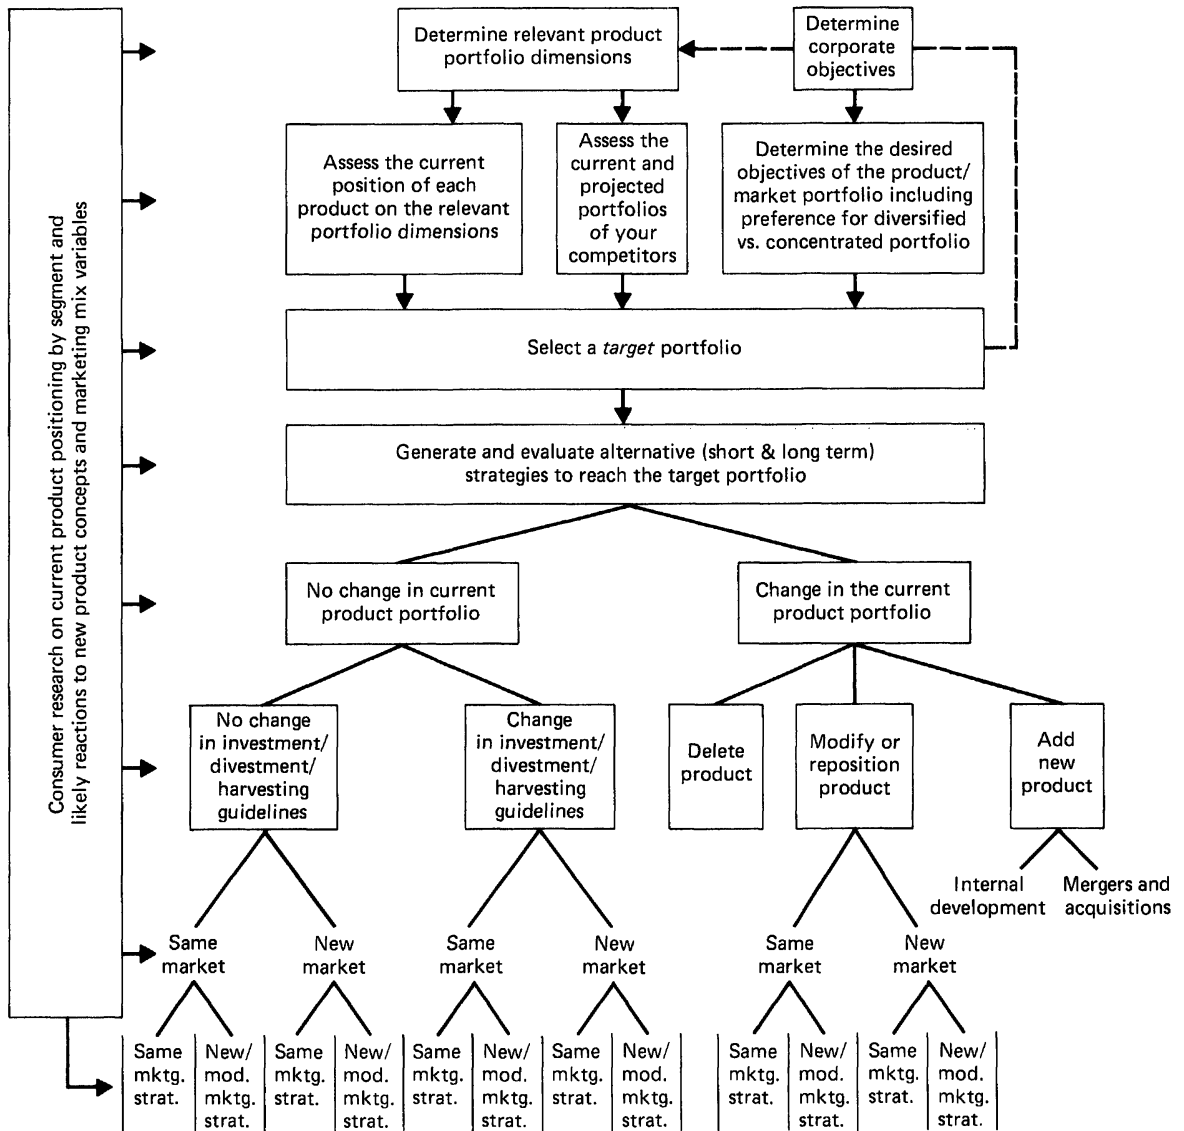 Consumer research on current product positioning by segment and
likely reactions to new product concepts and marketing mix variables
Determine relevant product
portfolio dimensions
Determine
corporate
objectives
Assess the current
position of each
product on the relevant
portfolio dimensions
Assess the
current and
projected
portfolios
of your
competitors
Determine the desired
objectives of the product/
market portfolio including
preference for diversified
vs. concentrated portfolio
Select a target portfolio
Generate and evaluate alternative (short & long term)
strategies to reach the target portfolio
No change in current
product portfolio
Change in the current
product portfolio
No change
in investment/
divestment/
harvesting
guidelines
Change
in investment/
divestment/
harvesting
guidelines
Delete
product
Modify or
reposition
product
Add
new
product
Internal
development
Mergers and
acquisitions
Same
market
New
market
Same
market
New
market
Same
market
New
market
Same
mktg.
strat.
New/
mod.
mktg.
strat.
Same
mktg.
strat.
New/
mod.
mktg.
strat.
Same
mktg.
strat.
New/
mod.
mktg.
strat.
Same
mktg.
strat.
New/
mod.
mktg.
strat.
Same
mktg.
strat.
New/
mod.
mktg.
strat.
Same
mktg.
strat.
New/
mod.
mktg.
strat.